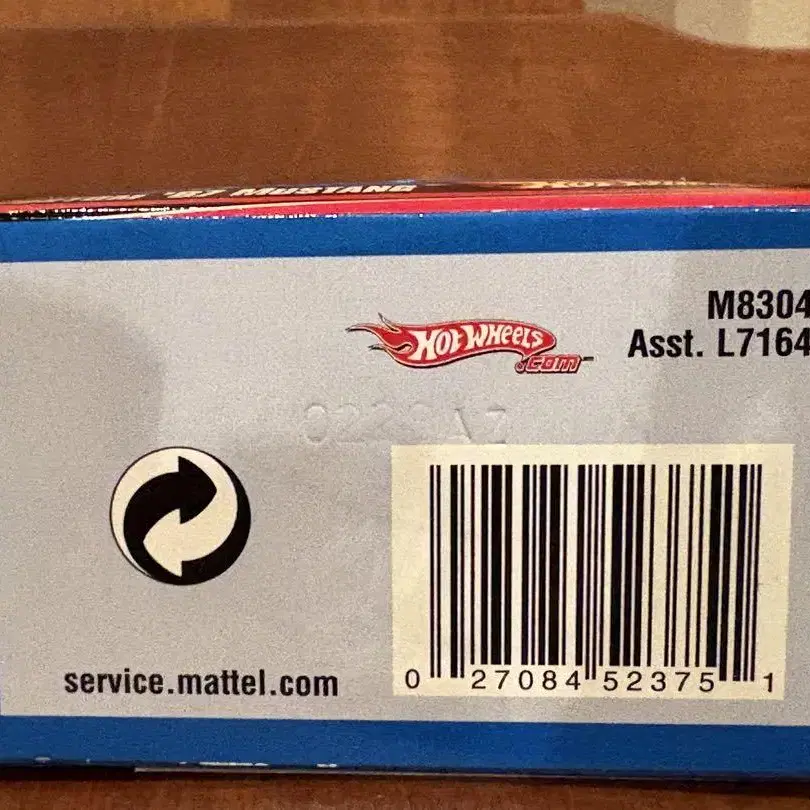 '67 MUSTANG
HOT WHEELS
.com
M8304
Asst. L7164
service.mattel.com
0 27084 52375 1